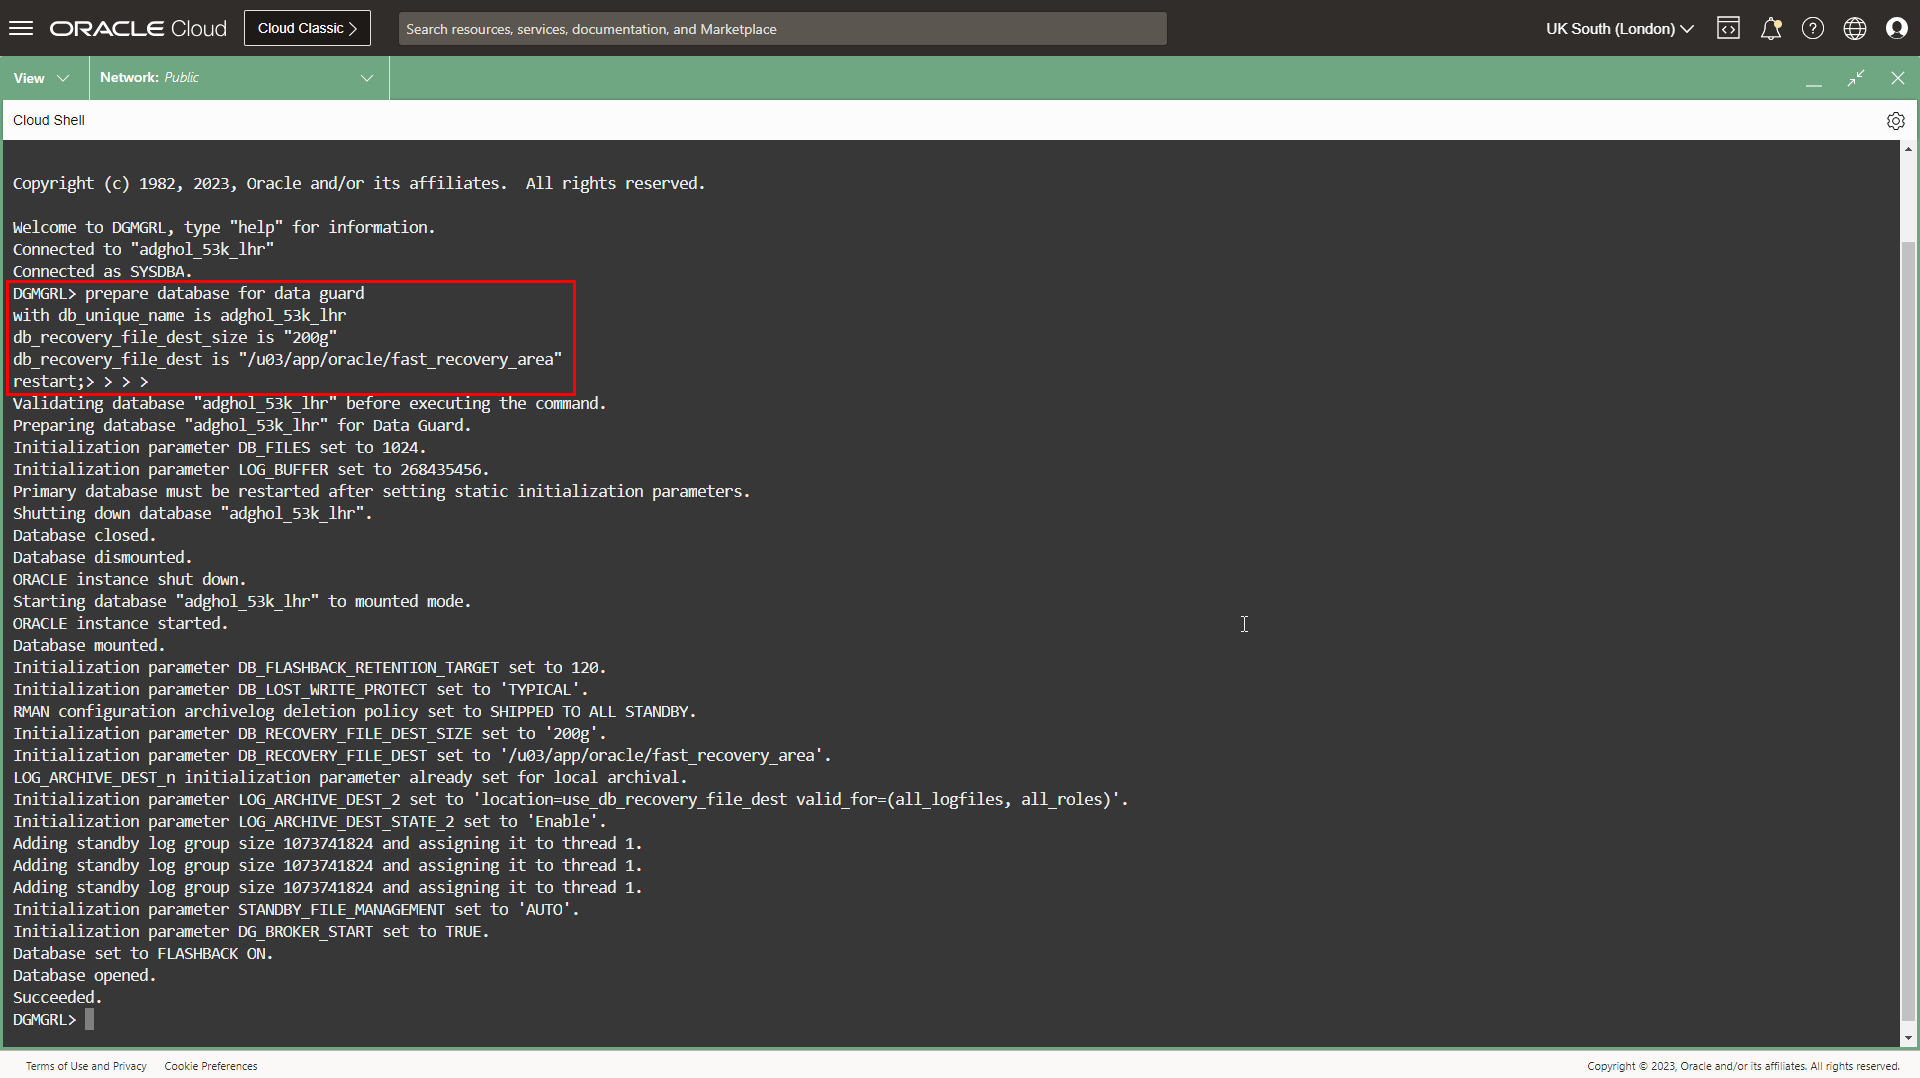 ORACLE Cloud
Cloud Classic
Search resources, services, documentation, and Marketplace
UK South (London)
View
Network: Public
Cloud Shell
Copyright (c) 1982, 2023, Oracle and/or its affiliates.  All rights reserved.
Welcome to DGMGRL, type "help" for information.
Connected to "adghol_53k_lhr"
Connected as SYSDBA.
DGMGRL> prepare database for data guard
with db_unique_name is adghol_53k_lhr
db_recovery_file_dest_size is "200g"
db_recovery_file_dest is "/u03/app/oracle/fast_recovery_area"
restart;> > > >
Validating database "adghol_53k_lhr" before executing the command.
Preparing database "adghol_53k_lhr" for Data Guard.
Initialization parameter DB_FILES set to 1024.
Initialization parameter LOG_BUFFER set to 268435456.
Primary database must be restarted after setting static initialization parameters.
Shutting down database "adghol_53k_lhr".
Database closed.
Database dismounted.
ORACLE instance shut down.
Starting database "adghol_53k_lhr" to mounted mode.
ORACLE instance started.
Database mounted.
Initialization parameter DB_FLASHBACK_RETENTION_TARGET set to 120.
Initialization parameter DB_LOST_WRITE_PROTECT set to 'TYPICAL'.
RMAN configuration archivelog deletion policy set to SHIPPED TO ALL STANDBY.
Initialization parameter DB_RECOVERY_FILE_DEST_SIZE set to '200g'.
Initialization parameter DB_RECOVERY_FILE_DEST set to '/u03/app/oracle/fast_recovery_area'.
LOG_ARCHIVE_DEST_n initialization parameter already set for local archival.
Initialization parameter LOG_ARCHIVE_DEST_2 set to 'location=use_db_recovery_file_dest valid_for=(all_logfiles, all_roles)'.
Initialization parameter LOG_ARCHIVE_DEST_STATE_2 set to 'Enable'.
Adding standby log group size 1073741824 and assigning it to thread 1.
Adding standby log group size 1073741824 and assigning it to thread 1.
Adding standby log group size 1073741824 and assigning it to thread 1.
Initialization parameter STANDBY_FILE_MANAGEMENT set to 'AUTO'.
Initialization parameter DG_BROKER_START set to TRUE.
Database set to FLASHBACK ON.
Database opened.
Succeeded.
DGMGRL>
Terms of Use and Privacy
Cookie Preferences
Copyright © 2023, Oracle and/or its affiliates. All rights reserved.